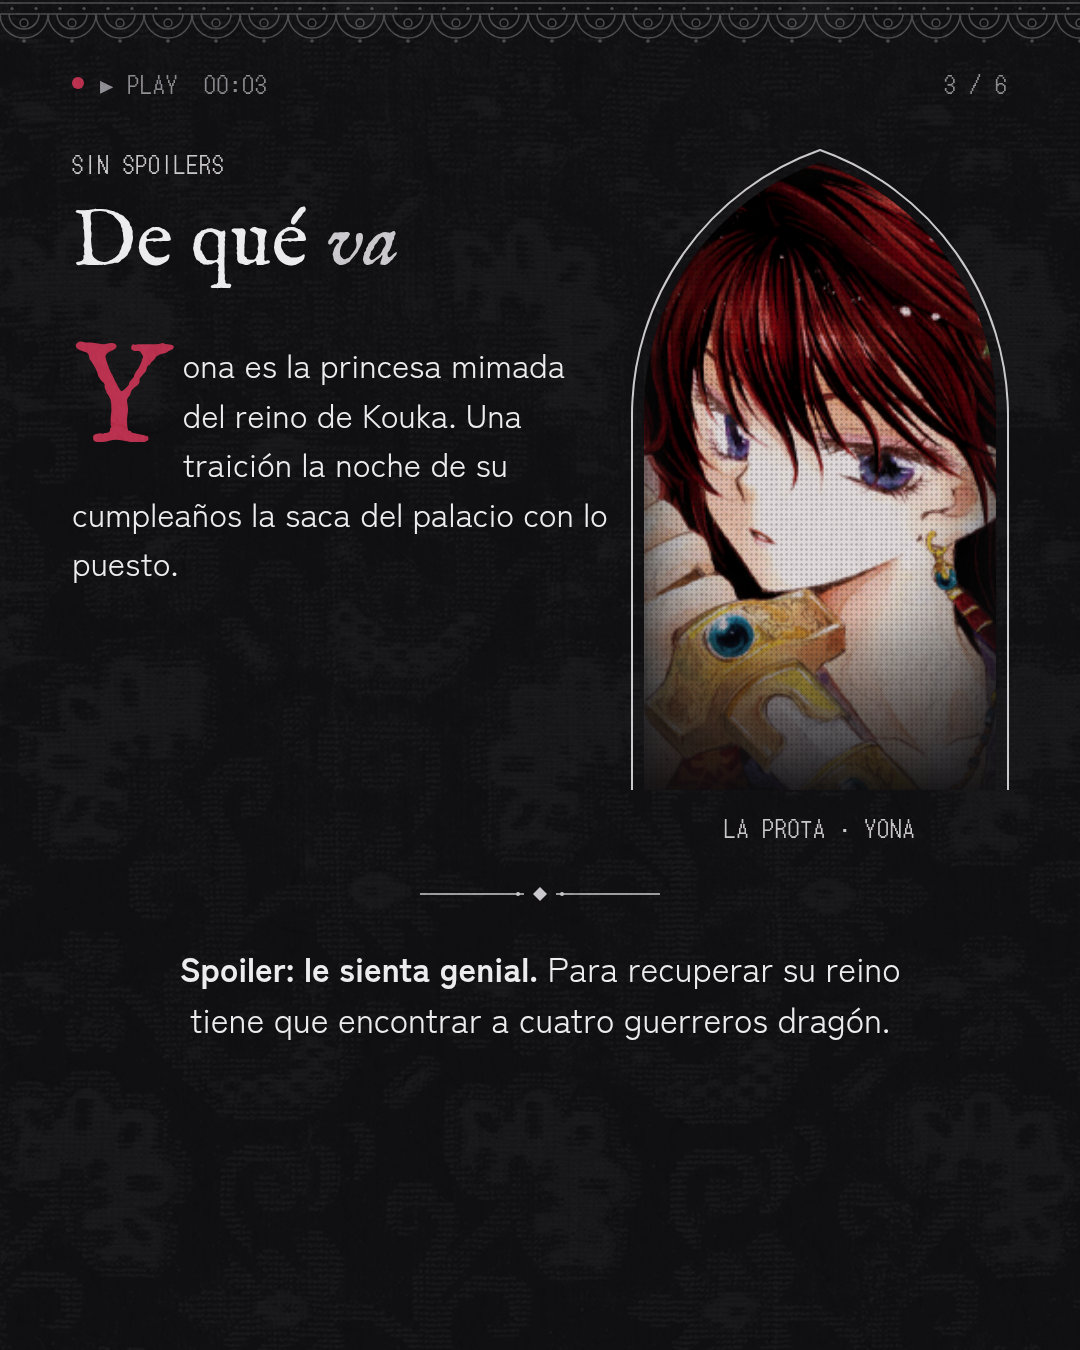 ▶ PLAY 00:03
3 / 6
SIN SPOILERS
De qué va
Yona es la princesa mimada
del reino de Kouka. Una
traición la noche de su
cumpleaños la saca del palacio con lo
puesto.
LA PROTA · YONA
Spoiler: le sienta genial. Para recuperar su reino
tiene que encontrar a cuatro guerreros dragón.